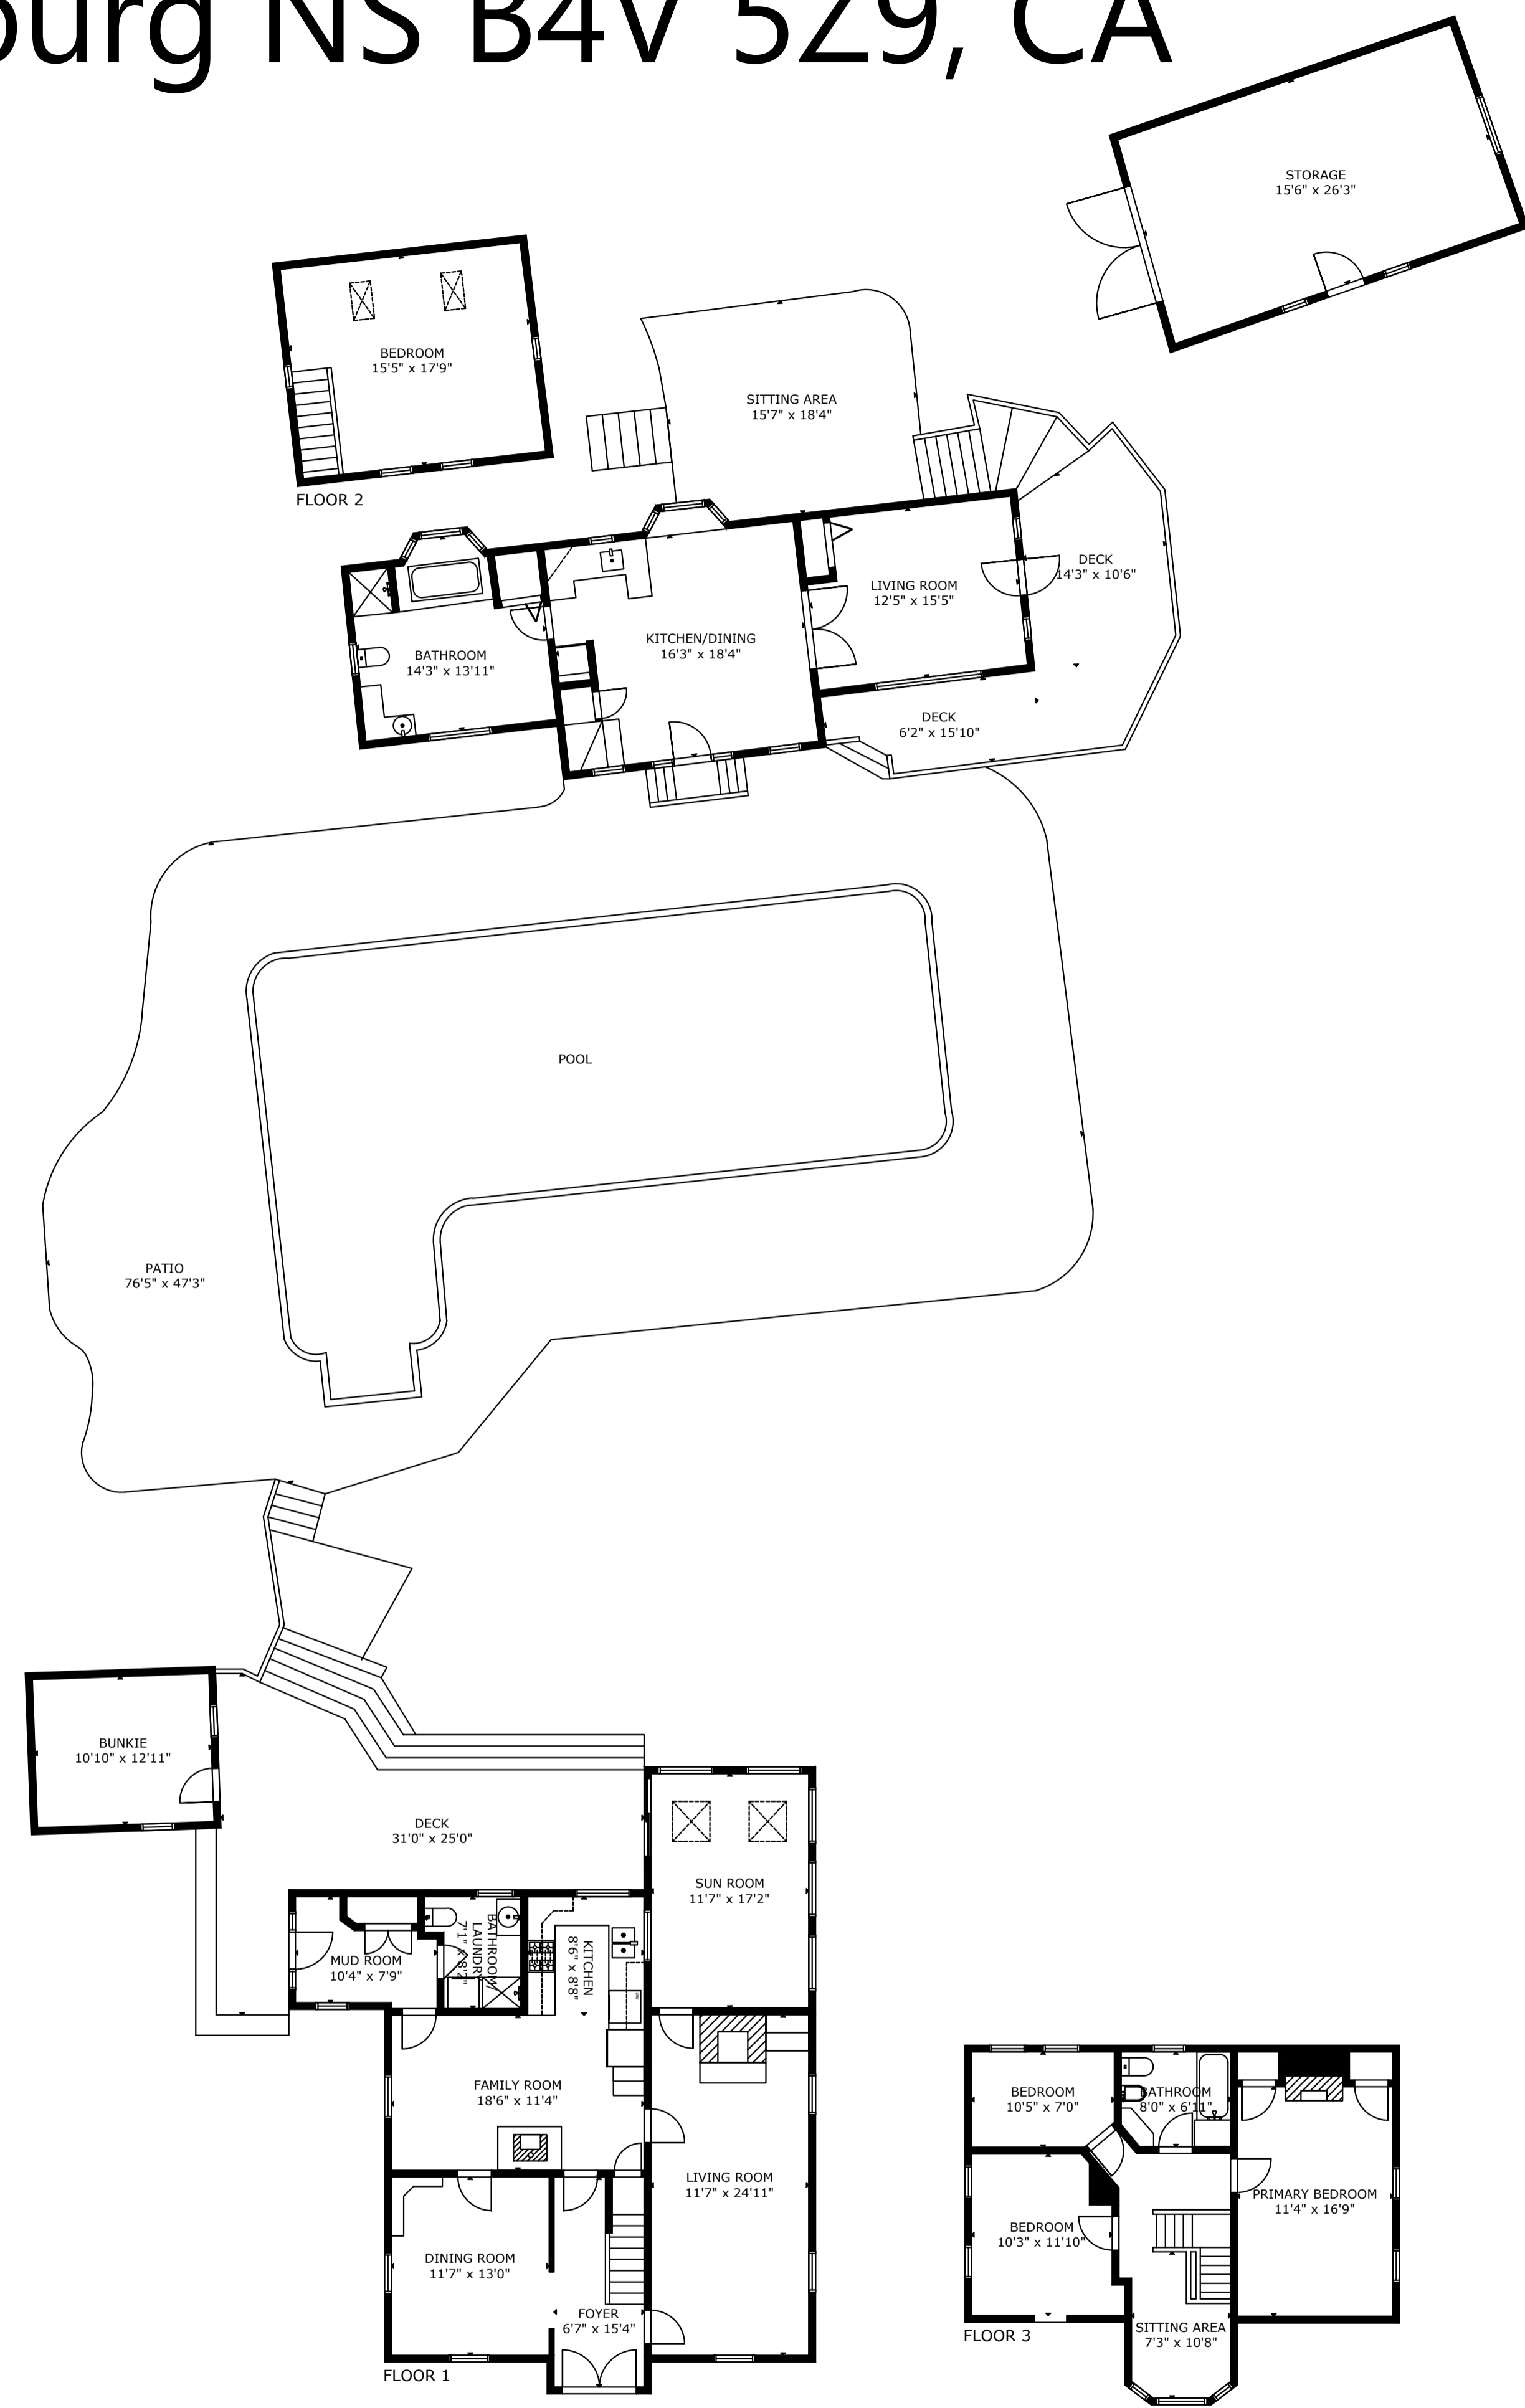 burg NS B4V 5Z9, CA
STORAGE
15'6" x 26'3"
BEDROOM
15'5" x 17'9"
FLOOR 2
SITTING AREA
15'7" x 18'4"
DECK
14'3" x 10'6"
LIVING ROOM
12'5" x 15'5"
KITCHEN/DINING
16'3" x 18'4"
BATHROOM
14'3" x 13'11"
DECK
6'2" x 15'10"
POOL
PATIO
76'5" x 47'3"
BUNKIE
10'10" x 12'11"
DECK
31'0" x 25'0"
SUN ROOM
11'7" x 17'2"
MUD ROOM
10'4" x 7'9"
BATHROOM/
LAUNDRY
7'1" x 8'2"
KITCHEN
8'6" x 8'8"
DW
FAMILY ROOM
18'6" x 11'4"
LIVING ROOM
11'7" x 24'11"
DINING ROOM
11'7" x 13'0"
FOYER
6'7" x 15'4"
FLOOR 1
BEDROOM
10'5" x 7'0"
BATHROOM
8'0" x 6'11"
PRIMARY BEDROOM
11'4" x 16'9"
BEDROOM
10'3" x 11'10"
SITTING AREA
7'3" x 10'8"
FLOOR 3